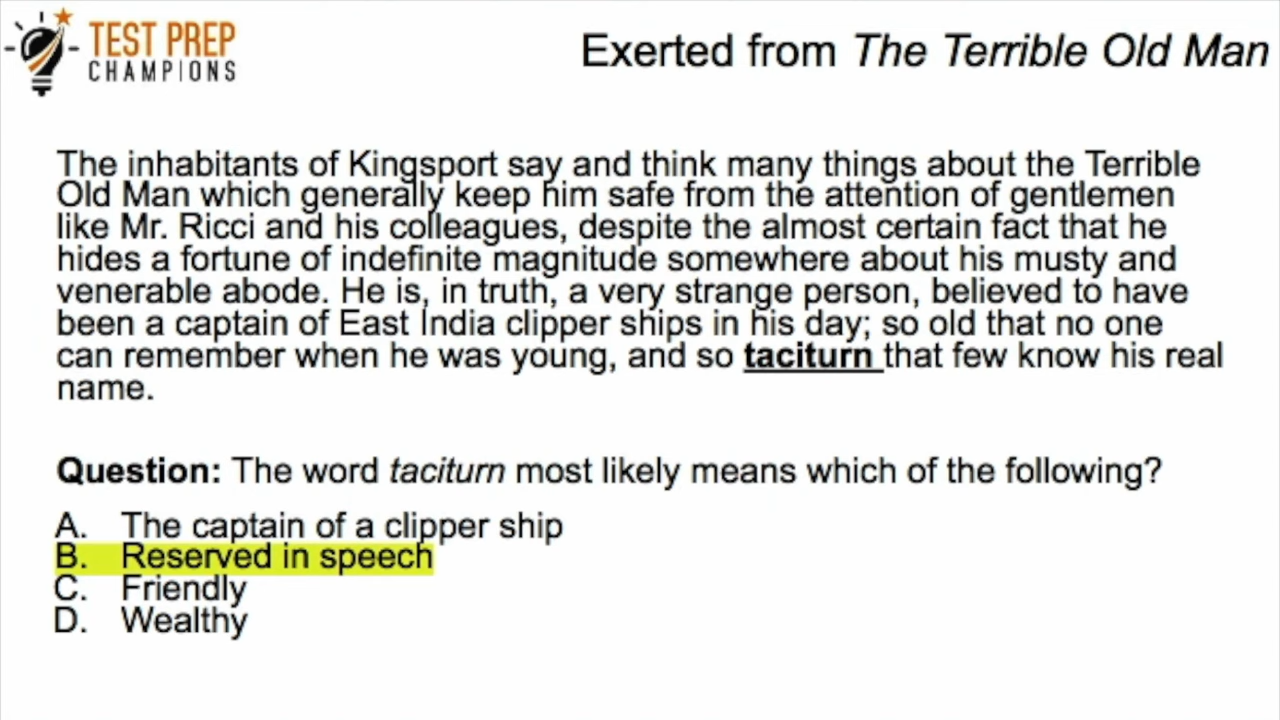 TEST PREP
CHAMPIONS
Exerted from The Terrible Old Man
The inhabitants of Kingsport say and think many things about the Terrible
Old Man which generally keep him safe from the attention of gentlemen
like Mr. Ricci and his colleagues, despite the almost certain fact that he
hides a fortune of indefinite magnitude somewhere about his musty and
venerable abode. He is, in truth, a very strange person, believed to have
been a captain of East India clipper ships in his day; so old that no one
can remember when he was young, and so taciturn that few know his real
name.
Question: The word taciturn most likely means which of the following?
A. The captain of a clipper ship
B. Reserved in speech
C. Friendly
D. Wealthy